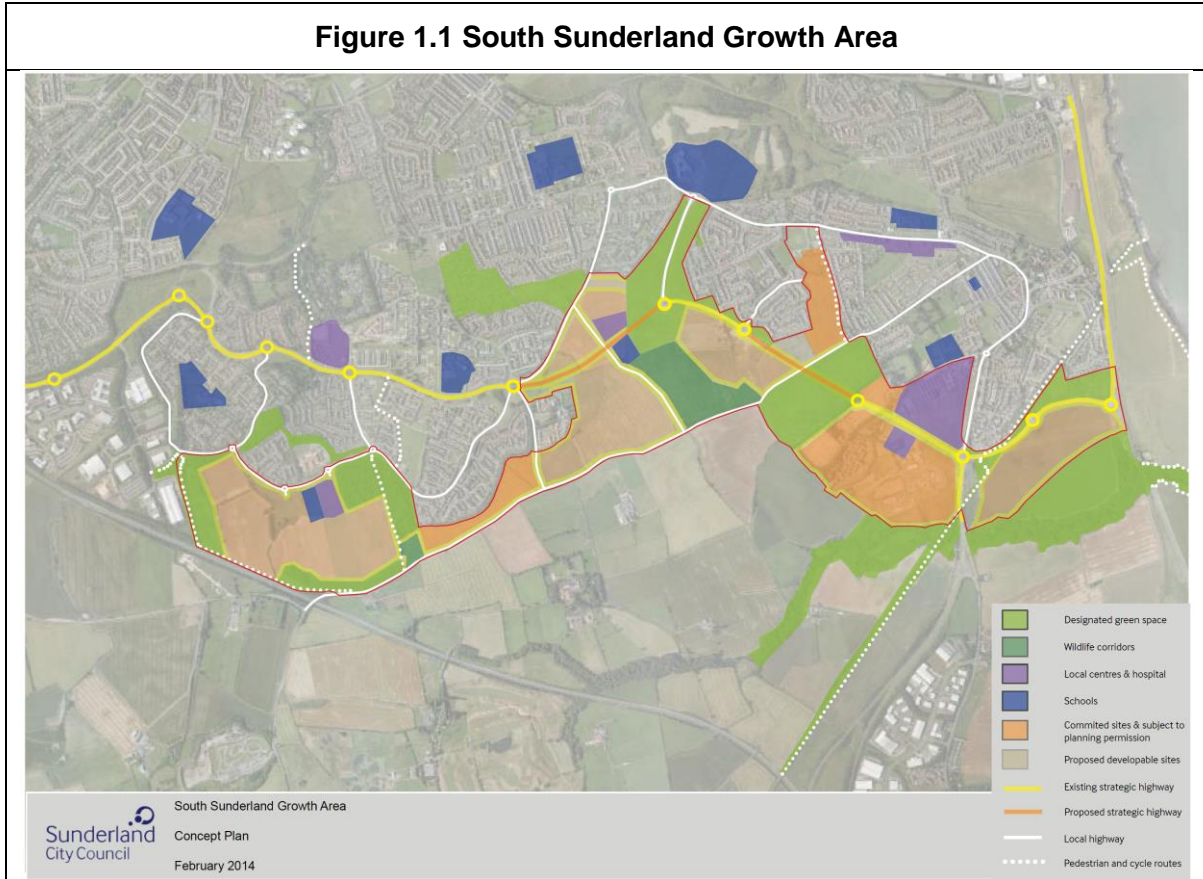 Figure 1.1 South Sunderland Growth Area
Designated green space
Wildlife corridors
Local centres & hospital
Schools
Commited sites & subject to
planning permission
Proposed developable sites
Existing strategic highway
Proposed strategic highway
Local highway
Pedestrian and cycle routes
Sunderland
City Council
South Sunderland Growth Area
Concept Plan
February 2014